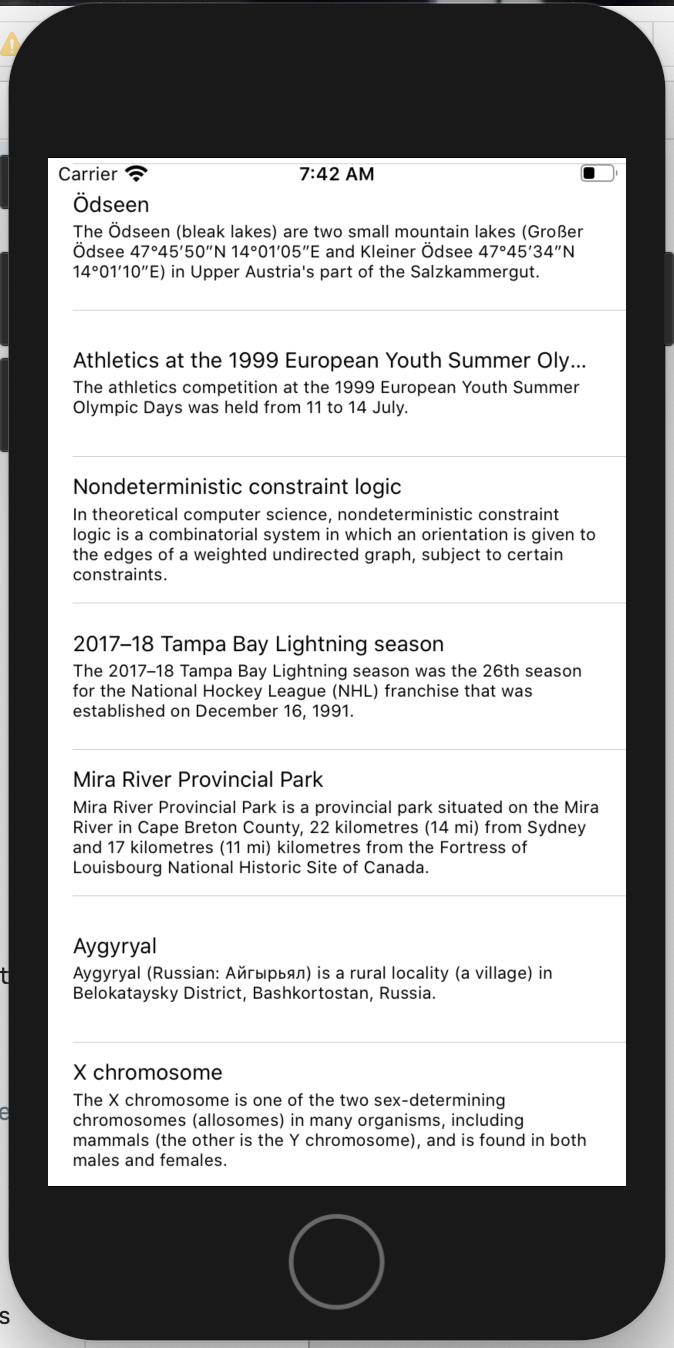 Carrier 7:42 AM
Ödseen
The Ödseen (bleak lakes) are two small mountain lakes (Großer
Ödsee 47°45′50″N 14°01′05″E and Kleiner Ödsee 47°45′34″N
14°01′10″E) in Upper Austria's part of the Salzkammergut.
Athletics at the 1999 European Youth Summer Oly...
The athletics competition at the 1999 European Youth Summer
Olympic Days was held from 11 to 14 July.
Nondeterministic constraint logic
In theoretical computer science, nondeterministic constraint
logic is a combinatorial system in which an orientation is given to
the edges of a weighted undirected graph, subject to certain
constraints.
2017–18 Tampa Bay Lightning season
The 2017–18 Tampa Bay Lightning season was the 26th season
for the National Hockey League (NHL) franchise that was
established on December 16, 1991.
Mira River Provincial Park
Mira River Provincial Park is a provincial park situated on the Mira
River in Cape Breton County, 22 kilometres (14 mi) from Sydney
and 17 kilometres (11 mi) kilometres from the Fortress of
Louisbourg National Historic Site of Canada.
Aygyryal
Aygyryal (Russian: Айгырьял) is a rural locality (a village) in
Belokataysky District, Bashkortostan, Russia.
X chromosome
The X chromosome is one of the two sex-determining
chromosomes (allosomes) in many organisms, including
mammals (the other is the Y chromosome), and is found in both
males and females.